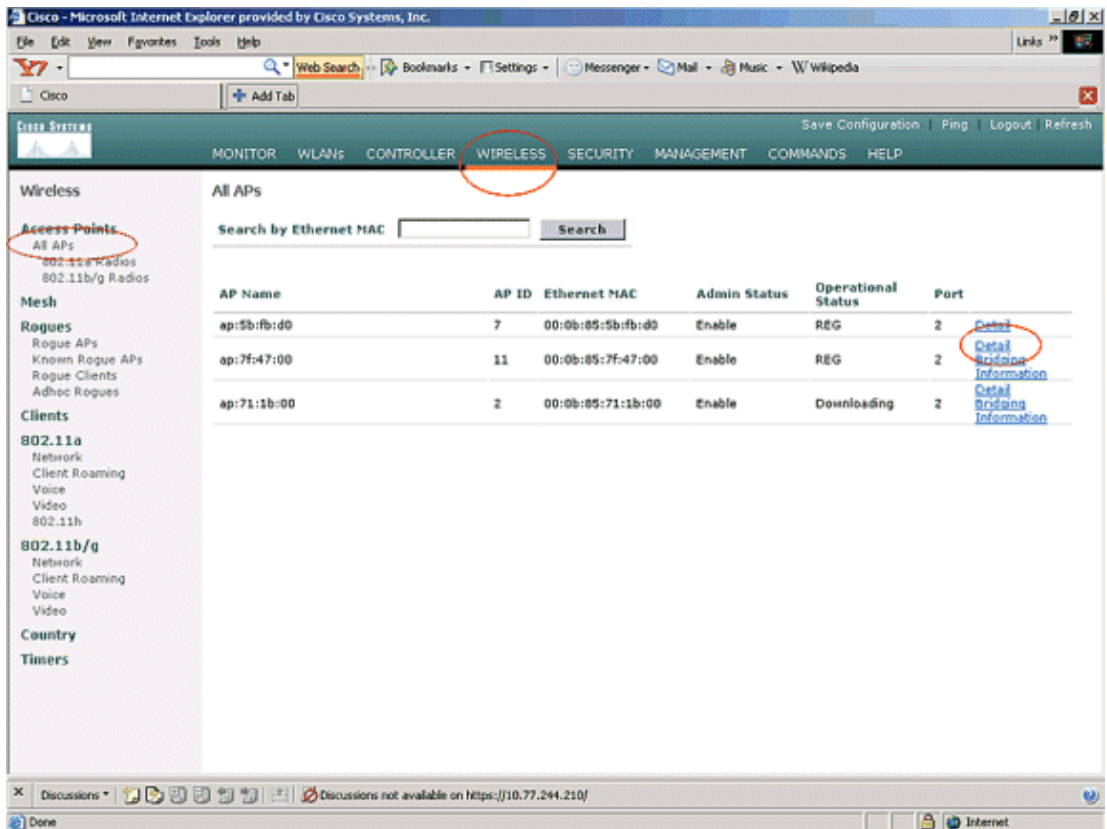 Cisco - Microsoft Internet Explorer provided by Cisco Systems, Inc.
File Edit View Favorites Tools Help Links »
Y7 Web Search Bookmarks Settings Messenger Mail Music W Wikipedia
Cisco Add Tab
CISCO SYSTEMS
Save Configuration | Ping | Logout | Refresh
MONITOR WLANs CONTROLLER WIRELESS SECURITY MANAGEMENT COMMANDS HELP
Wireless
Access Points
All APs
802.11a Radios
802.11b/g Radios
Mesh
Rogues
Rogue APs
Known Rogue APs
Rogue Clients
Adhoc Rogues
Clients
802.11a
Network
Client Roaming
Voice
Video
802.11h
802.11b/g
Network
Client Roaming
Voice
Video
Country
Timers
All APs
Search by Ethernet MAC Search
AP Name AP ID Ethernet MAC Admin Status Operational Status Port
ap:5b:fb:d0 7 00:0b:85:5b:fb:d0 Enable REG 2 Detail
ap:7f:47:00 11 00:0b:85:7f:47:00 Enable REG 2 Detail
Bridging
Information
ap:71:1b:00 2 00:0b:85:71:1b:00 Enable Downloading 2 Detail
Bridging
Information
× Discussions Discussions not available on https://10.77.244.210/
Done Internet